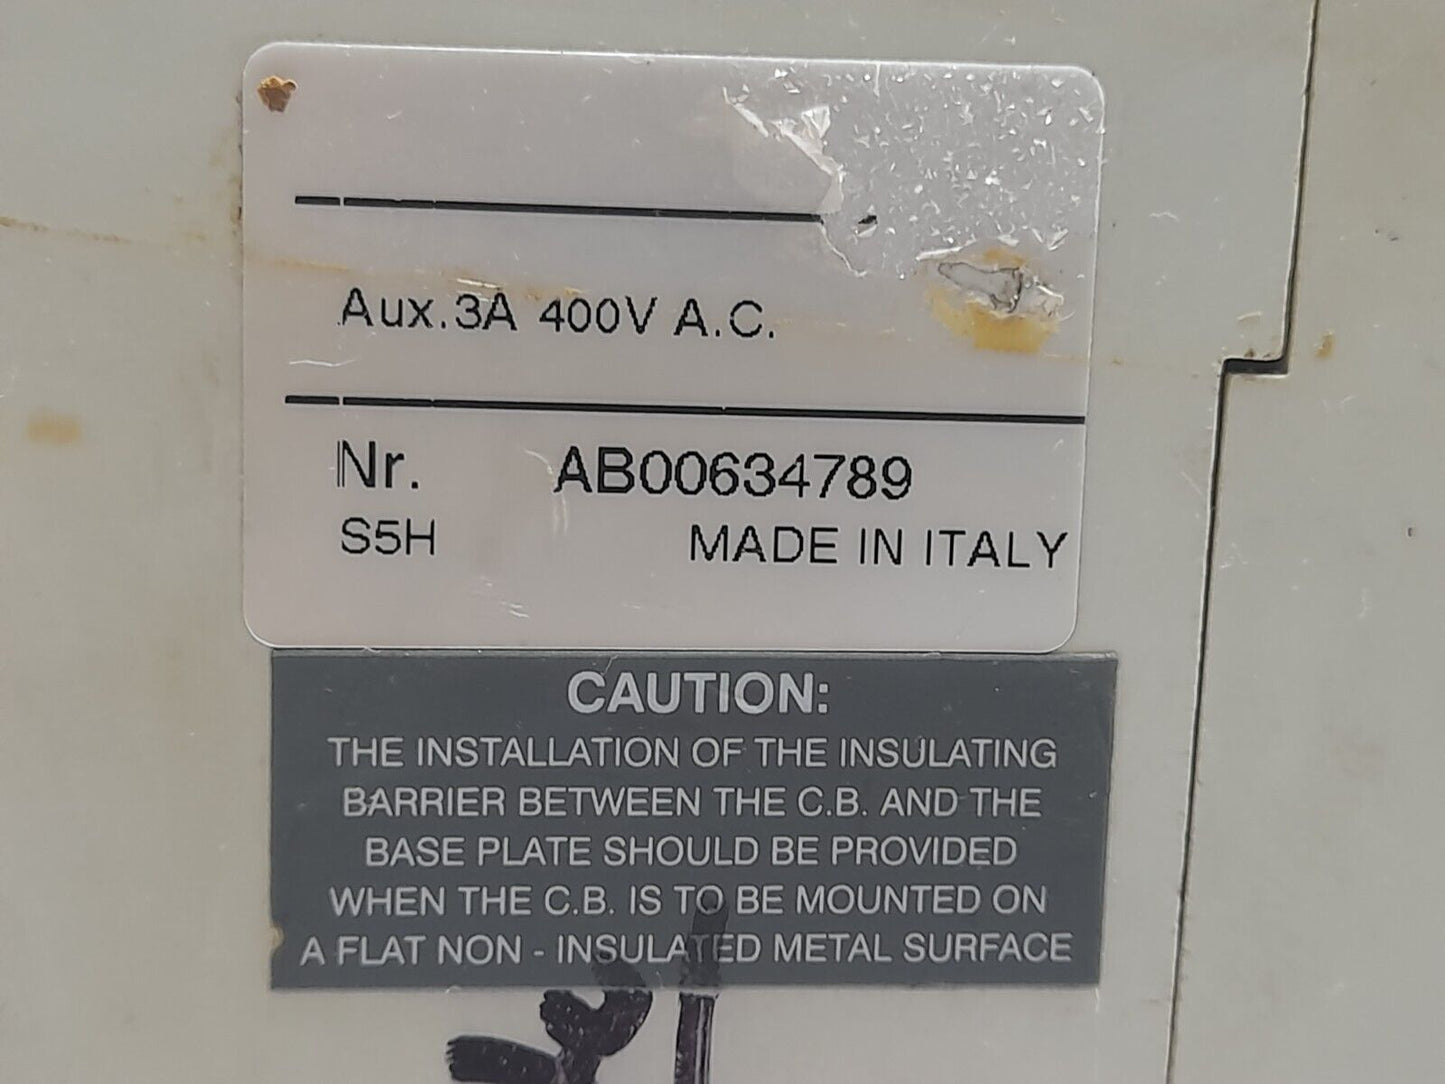 Aux.3A 400V A.C.
Nr. AB00634789
S5H MADE IN ITALY
CAUTION:
THE INSTALLATION OF THE INSULATING
BARRIER BETWEEN THE C.B. AND THE
BASE PLATE SHOULD BE PROVIDED
WHEN THE C.B. IS TO BE MOUNTED ON
A FLAT NON - INSULATED METAL SURFACE